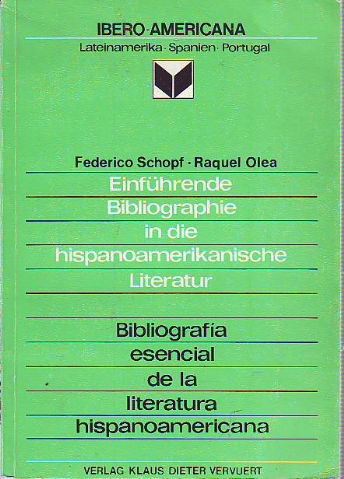 IBERO-AMERICANA
Lateinamerika·Spanien·Portugal
Federico Schopf·Raquel Olea
Einführende
Bibliographie
in die
hispanoamerikanische
Literatur
Bibliografía
esencial
de la
literatura
hispanoamericana
VERLAG KLAUS DIETER VERVUERT